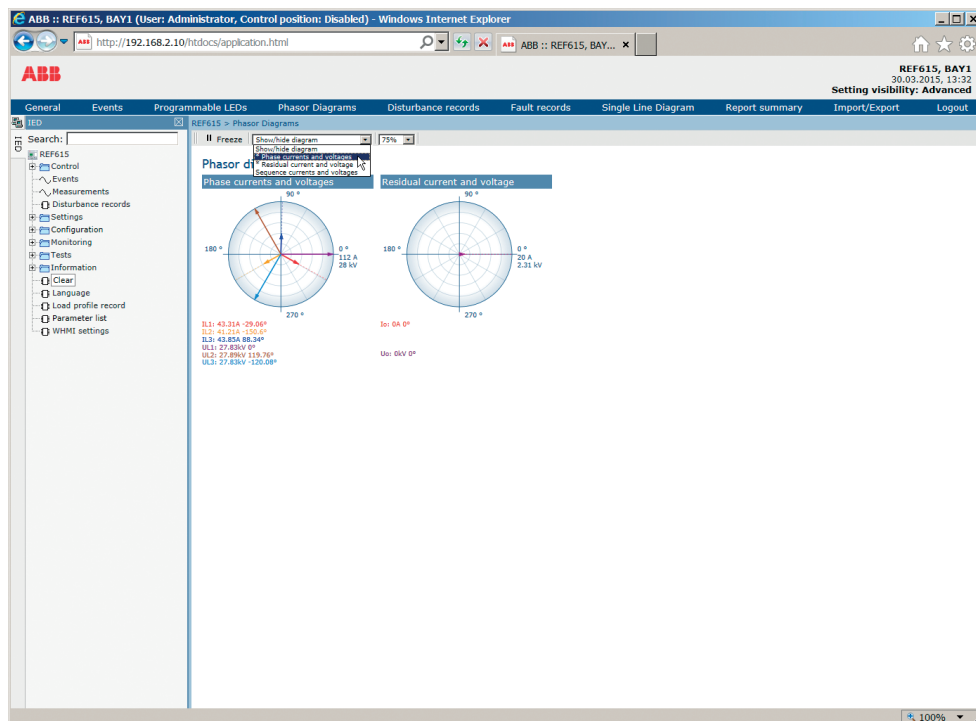 ABB :: REF615, BAY1 (User: Administrator, Control position: Disabled) - Windows Internet Explorer
http://192.168.2.10/htdocs/application.html
ABB :: REF615, BAY...
ABB
REF615, BAY1
30.03.2015, 13:32
Setting visibility: Advanced
General Events Programmable LEDs Phasor Diagrams Disturbance records Fault records Single Line Diagram Report summary Import/Export Logout
IED
IED
REF615 > Phasor Diagrams
Search:
REF615
Control
Events
Measurements
Disturbance records
Settings
Configuration
Monitoring
Tests
Information
Clear
Language
Load profile record
Parameter list
WHMI settings
Freeze
Show/hide diagram
75%
Show/hide diagram
* Phase currents and voltages
* Residual current and voltage
Sequence currents and voltages
Phasor di
Phase currents and voltages
90 °
180 °
0 °
112 A
28 kV
270 °
IL1: 43.31A -29.06°
IL2: 41.21A -150.6°
IL3: 43.85A 88.34°
UL1: 27.83kV 0°
UL2: 27.89kV 119.76°
UL3: 27.83kV -120.08°
Residual current and voltage
90 °
180 °
0 °
20 A
2.31 kV
270 °
Io: 0A 0°
Uo: 0kV 0°
100%